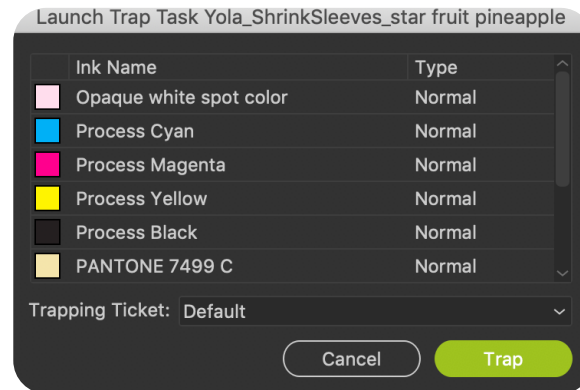 Launch Trap Task Yola_ShrinkSleeves_star fruit pineapple
Ink Name Type
Opaque white spot color Normal
Process Cyan Normal
Process Magenta Normal
Process Yellow Normal
Process Black Normal
PANTONE 7499 C Normal
Trapping Ticket: Default
Cancel Trap